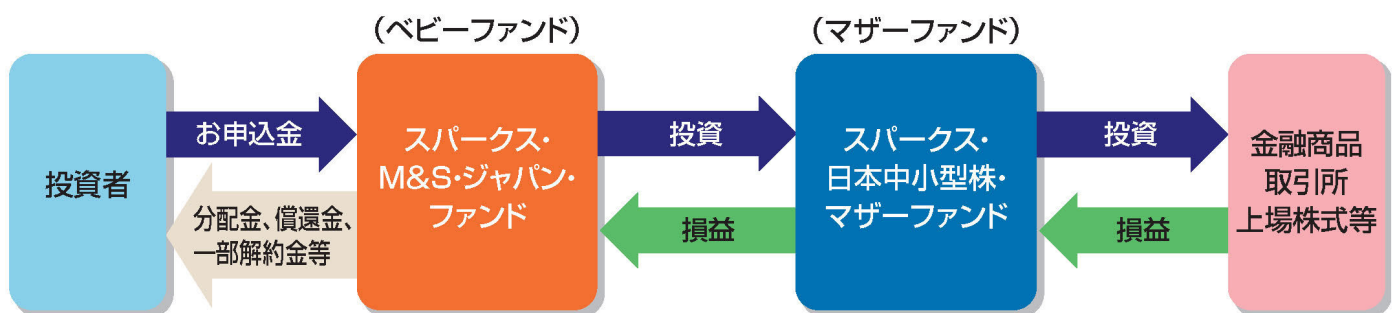 (ベビーファンド)
(マザーファンド)
投資者
お申込金
分配金、償還金、
一部解約金等
スパークス・
M&S・ジャパン・
ファンド
投資
損益
スパークス・
日本中小型株・
マザーファンド
投資
損益
金融商品
取引所
上場株式等